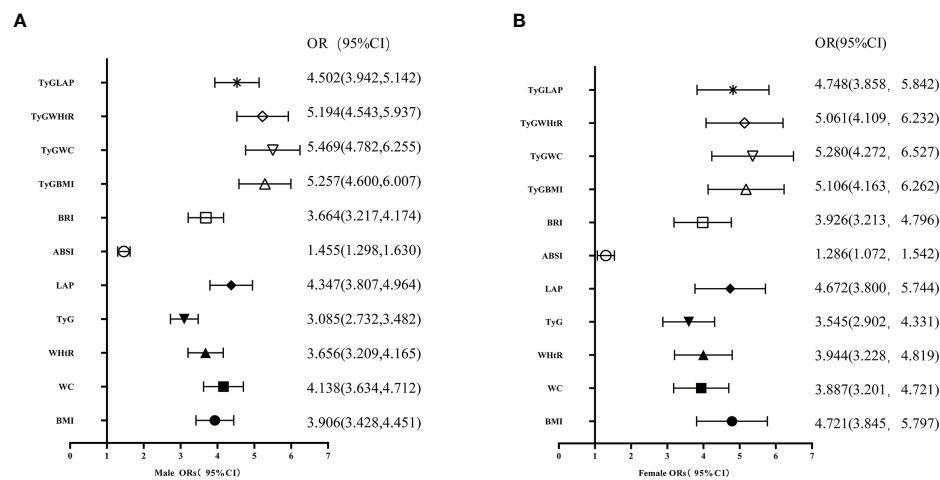 A
OR (95%CI)
TyGLAP 4.502(3.942,5.142)
TyGWHtR 5.194(4.543,5.937)
TyGWC 5.469(4.782,6.255)
TyGBMI 5.257(4.600,6.007)
BRI 3.664(3.217,4.174)
ABSI 1.455(1.298,1.630)
LAP 4.347(3.807,4.964)
TyG 3.085(2.732,3.482)
WHtR 3.656(3.209,4.165)
WC 4.138(3.634,4.712)
BMI 3.906(3.428,4.451)
0 1 2 3 4 5 6 7
Male ORs( 95%CI)
B
OR(95%CI)
TyGLAP 4.748(3.858, 5.842)
TyGWHtR 5.061(4.109, 6.232)
TyGWC 5.280(4.272, 6.527)
TyGBMI 5.106(4.163, 6.262)
BRI 3.926(3.213, 4.796)
ABSI 1.286(1.072, 1.542)
LAP 4.672(3.800, 5.744)
TyG 3.545(2.902, 4.331)
WHtR 3.944(3.228, 4.819)
WC 3.887(3.201, 4.721)
BMI 4.721(3.845, 5.797)
0 1 2 3 4 5 6 7
Female ORs( 95%CI)